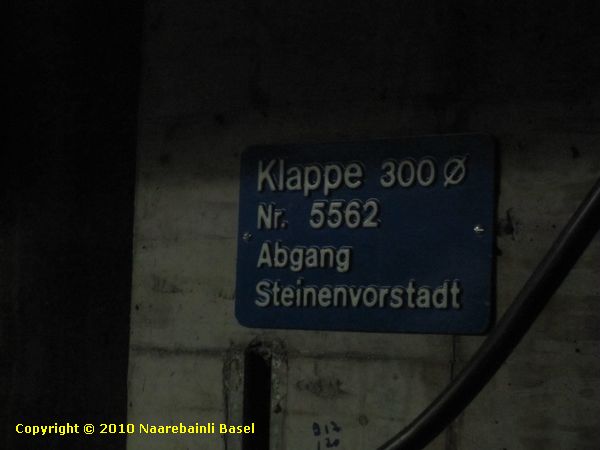 Klappe 300 Ø
Nr. 5562
Abgang
Steinenvorstadt
Copyright © 2010 Naarebainli Basel